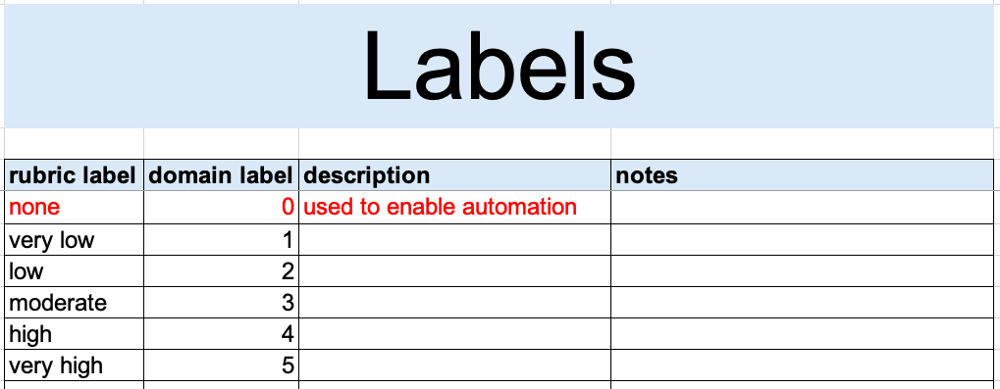 Labels
rubric label domain label description notes
none 0 used to enable automation
very low 1
low 2
moderate 3
high 4
very high 5